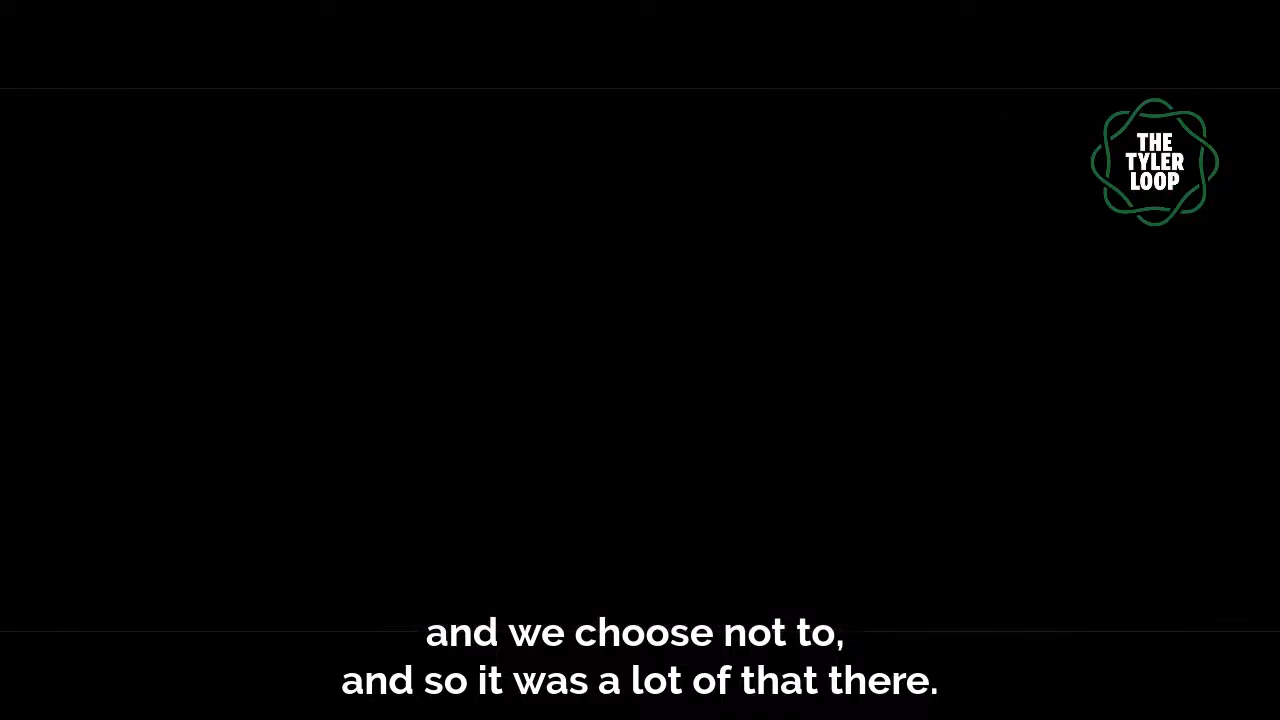 THE
TYLER
LOOP
and we choose not to,
and so it was a lot of that there.